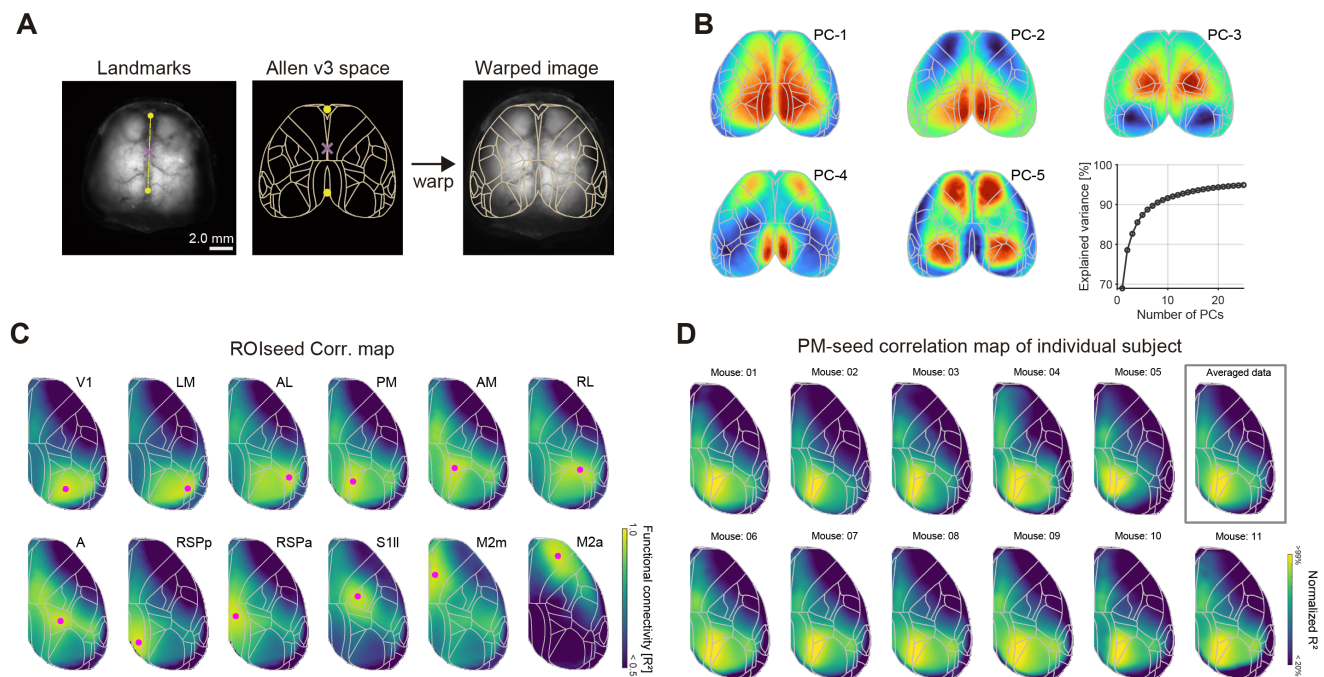 A
Landmarks
Allen v3 space
Warped image
warp
2.0 mm
B
PC-1
PC-2
PC-3
PC-4
PC-5
Explained variance [%]
100
90
80
70
0
10
20
Number of PCs
C
ROIseed Corr. map
V1
LM
AL
PM
AM
RL
A
RSPp
RSPa
S1ll
M2m
M2a
1.0
Functional connectivity [R²]
< 0.5
D
PM-seed correlation map of individual subject
Mouse: 01
Mouse: 02
Mouse: 03
Mouse: 04
Mouse: 05
Averaged data
Mouse: 06
Mouse: 07
Mouse: 08
Mouse: 09
Mouse: 10
Mouse: 11
> 99%
Normalized R²
< 20%